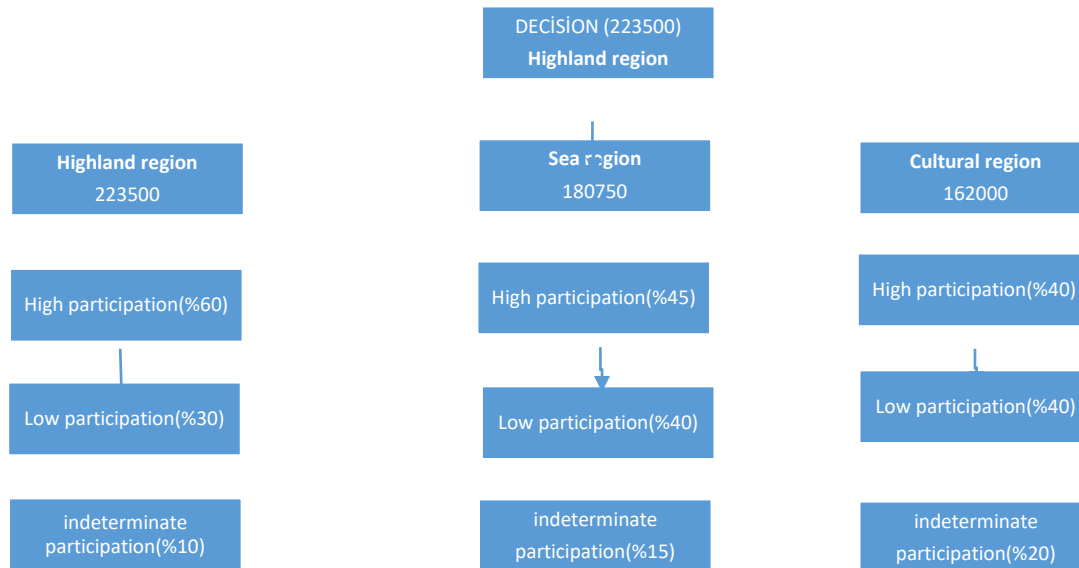 DECİSİON (223500)
Highland region
Highland region
223500
Sea region
180750
Cultural region
162000
High participation(%60)
High participation(%45)
High participation(%40)
Low participation(%30)
Low participation(%40)
Low participation(%40)
indeterminate
participation(%10)
indeterminate
participation(%15)
indeterminate
participation(%20)